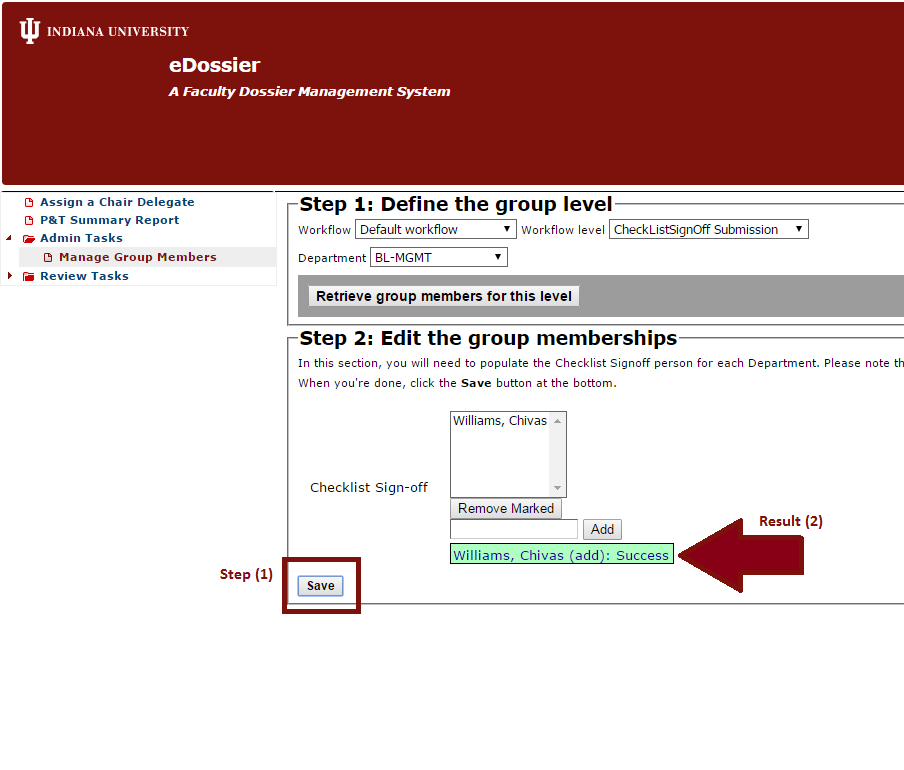 INDIANA UNIVERSITY
eDossier
A Faculty Dossier Management System
Assign a Chair Delegate
P&T Summary Report
Admin Tasks
Manage Group Members
Review Tasks
Step 1: Define the group level
Workflow Default workflow Workflow level CheckListSignOff Submission
Department BL-MGMT
Retrieve group members for this level
Step 2: Edit the group memberships
In this section, you will need to populate the Checklist Signoff person for each Department. Please note th
When you're done, click the Save button at the bottom.
Williams, Chivas
Checklist Sign-off
Remove Marked
Add
Result (2)
Williams, Chivas (add): Success
Step (1)
Save